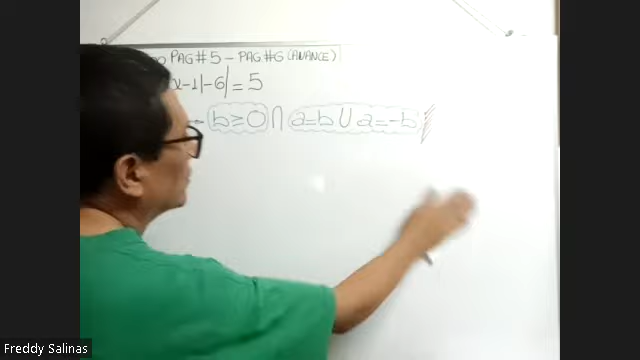 PAG#5 - PAG.#6 (AVANCE)
x-1|-6|=5
b≥0 ∩ (a=b ∪ a=-b)
Freddy Salinas